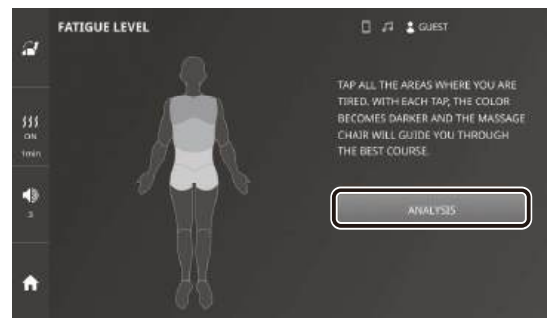 FATIGUE LEVEL
GUEST
TAP ALL THE AREAS WHERE YOU ARE
TIRED. WITH EACH TAP, THE COLOR
BECOMES DARKER AND THE MASSAGE
CHAIR WILL GUIDE YOU THROUGH
THE BEST COURSE.
ON
1min
3
ANALYSIS